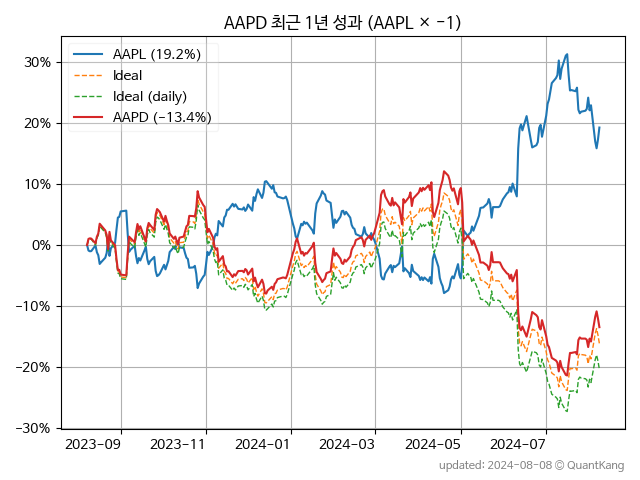 AAPD 최근 1년 성과 (AAPL × −1)
AAPL (19.2%)
Ideal
Ideal (daily)
AAPD (−13.4%)
30%
20%
10%
0%
−10%
−20%
−30%
2023-09 2023-11 2024-01 2024-03 2024-05 2024-07
updated: 2024-08-08 © QuantKang